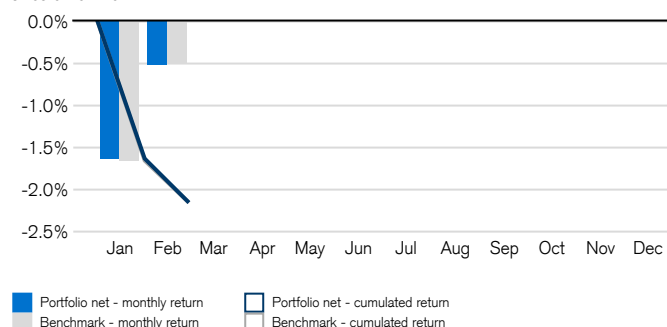 0.0%
-0.5%
-1.0%
-1.5%
-2.0%
-2.5%
Jan Feb Mar Apr May Jun Jul Aug Sep Oct Nov Dec
Portfolio net - monthly return Portfolio net - cumulated return
Benchmark - monthly return Benchmark - cumulated return